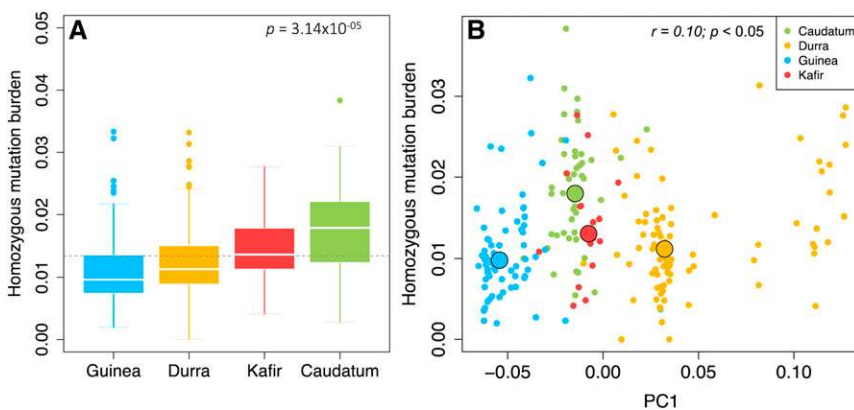 A
p = 3.14x10-05
Homozygous mutation burden
0.05
0.04
0.03
0.02
0.01
0.00
Guinea Durra Kafir Caudatum
B
r = 0.10; p < 0.05
Caudatum
Durra
Guinea
Kafir
Homozygous mutation burden
0.03
0.02
0.01
0.00
−0.05 0.00 0.05 0.10
PC1